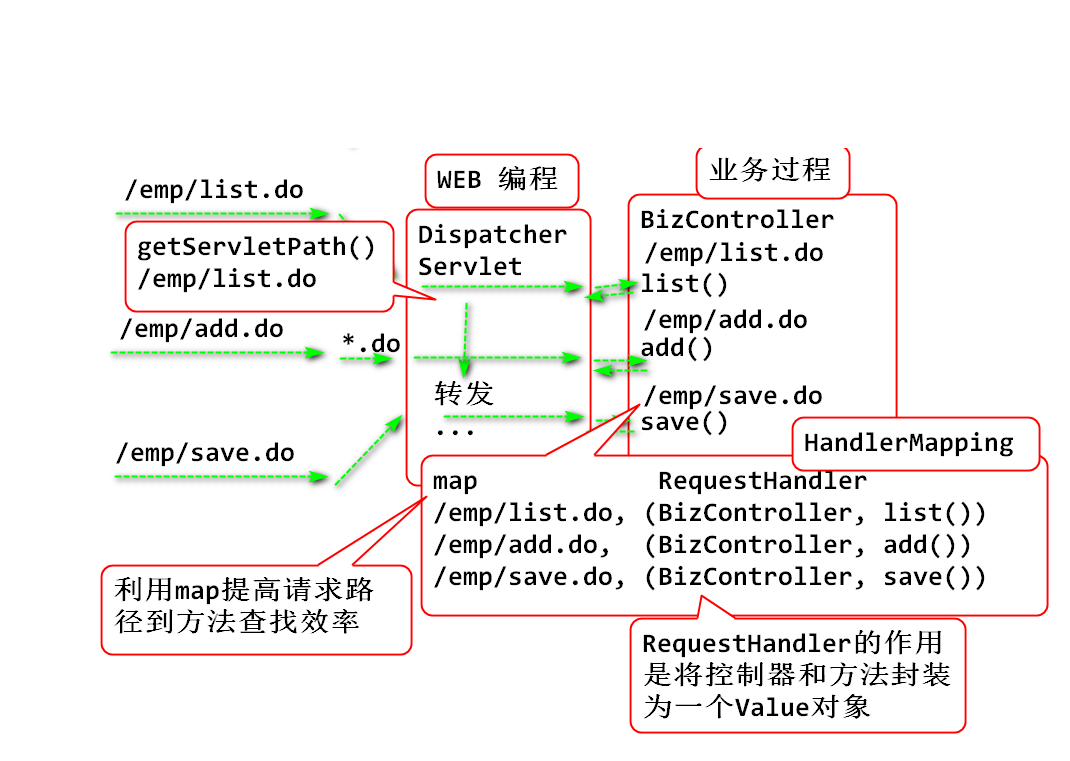 /emp/list.do
getServletPath()
/emp/list.do
/emp/add.do
*.do
/emp/save.do
WEB 编程
Dispatcher
Servlet
转发
...
业务过程
BizController
/emp/list.do
list()
/emp/add.do
add()
/emp/save.do
save()
HandlerMapping
map RequestHandler
/emp/list.do, (BizController, list())
/emp/add.do, (BizController, add())
/emp/save.do, (BizController, save())
利用map提高请求路
径到方法查找效率
RequestHandler的作用
是将控制器和方法封装
为一个Value对象